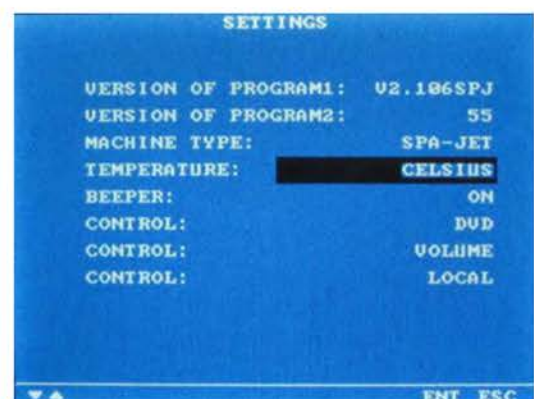 SETTINGS
VERSION OF PROGRAM1: V2.106SPJ
VERSION OF PROGRAM2: 55
MACHINE TYPE: SPA-JET
TEMPERATURE: CELSIUS
BEEPER: ON
CONTROL: DVD
CONTROL: VOLUME
CONTROL: LOCAL
ENT ESC